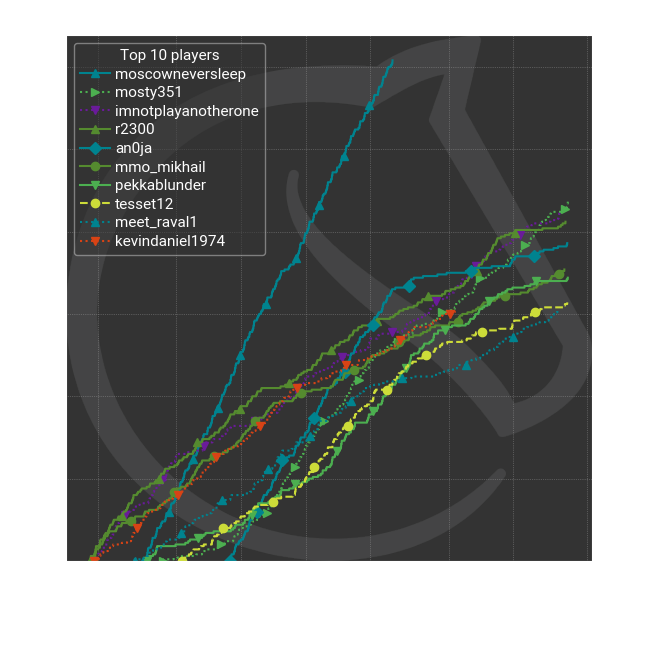 Top 10 players
moscowneversleep
mosty351
imnotplayanotherone
r2300
an0ja
mmo_mikhail
pekkablunder
tesset12
meet_raval1
kevindaniel1974